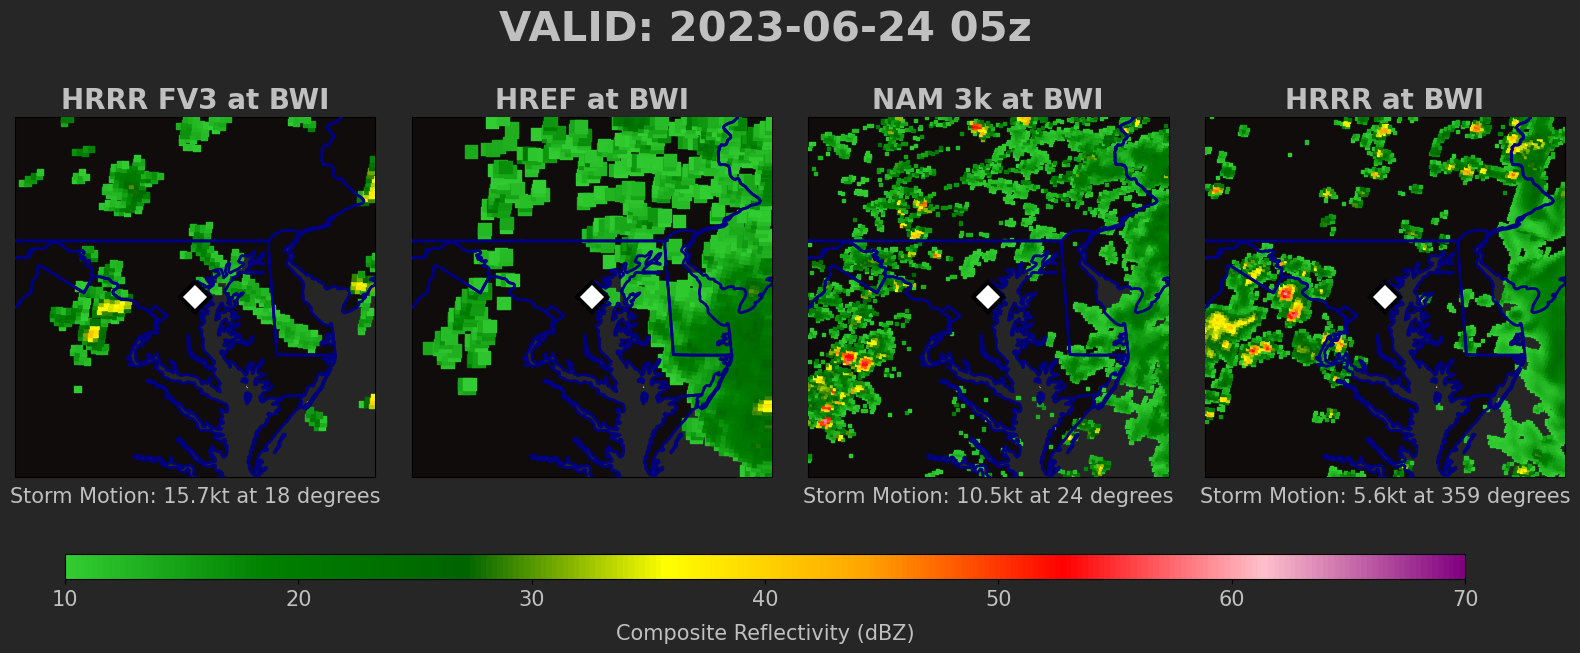 VALID: 2023-06-24 05z
HRRR FV3 at BWI
HREF at BWI
NAM 3k at BWI
HRRR at BWI
Storm Motion: 15.7kt at 18 degrees
Storm Motion: 10.5kt at 24 degrees
Storm Motion: 5.6kt at 359 degrees
10 20 30 40 50 60 70
Composite Reflectivity (dBZ)